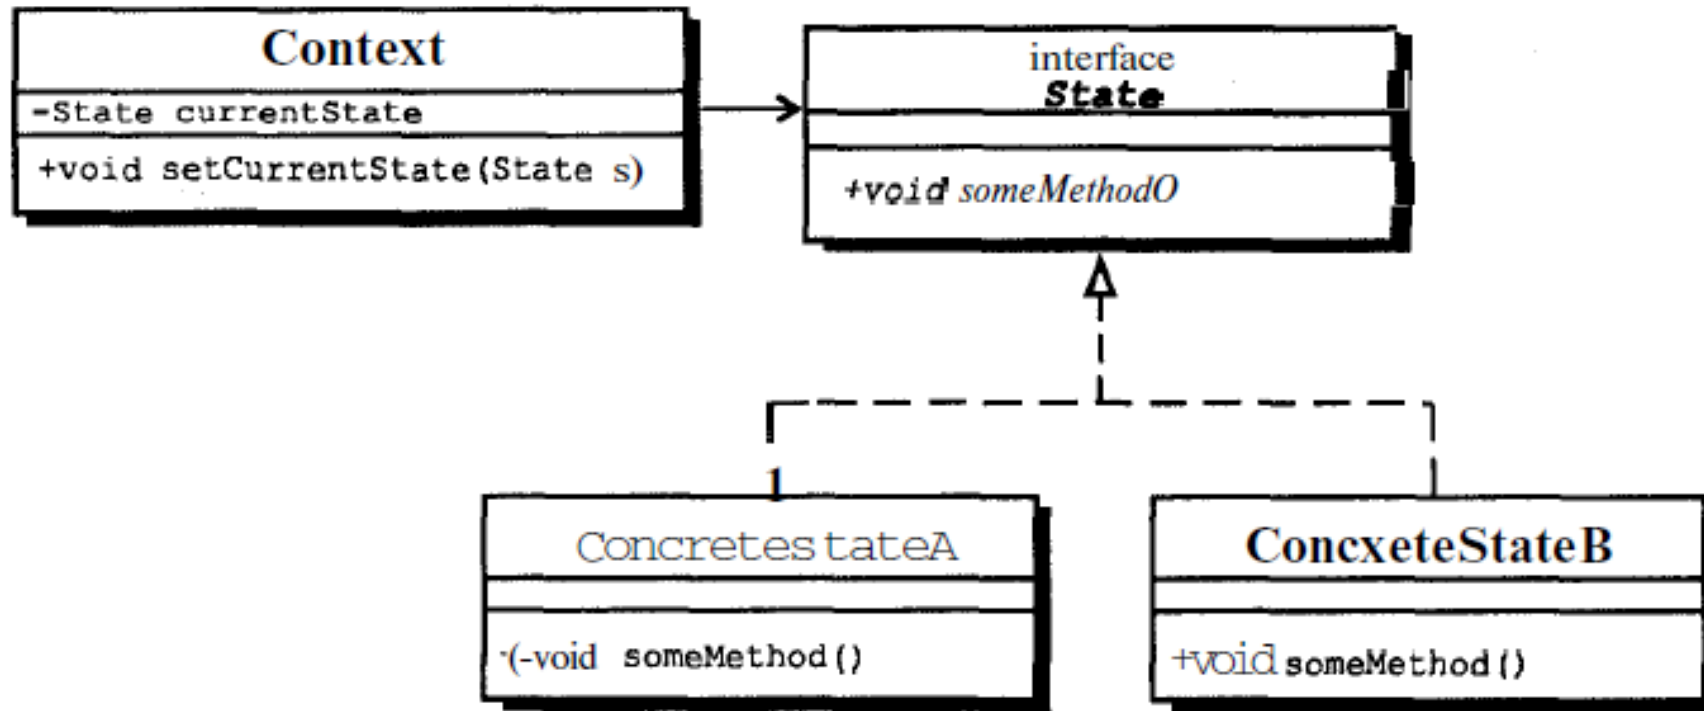 Context
-State currentState
+void setCurrentState(State s)
interface
State
+void someMethodO
1
Concretes tateA
-(-void someMethod()
ConcxeteStateB
+void someMethod()